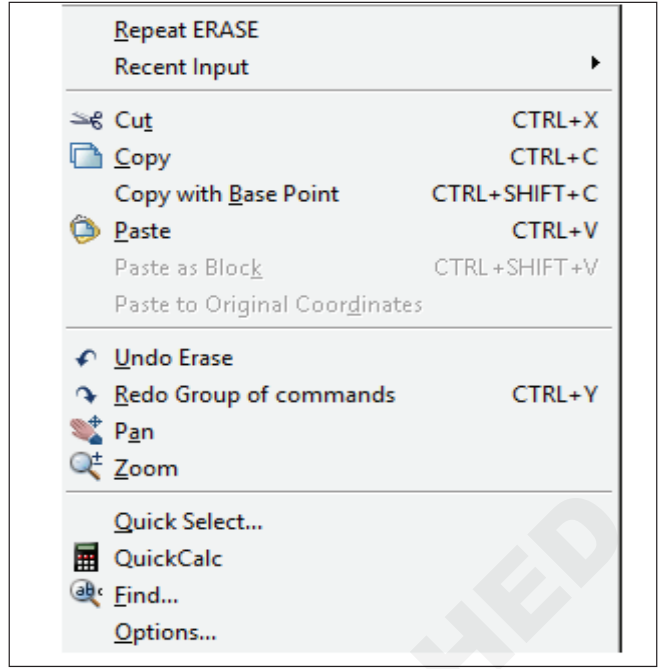 Repeat ERASE
Recent Input
Cut CTRL+X
Copy CTRL+C
Copy with Base Point CTRL+SHIFT+C
Paste CTRL+V
Paste as Block CTRL+SHIFT+V
Paste to Original Coordinates
Undo Erase
Redo Group of commands CTRL+Y
Pan
Zoom
Quick Select...
QuickCalc
Find...
Options...
HED